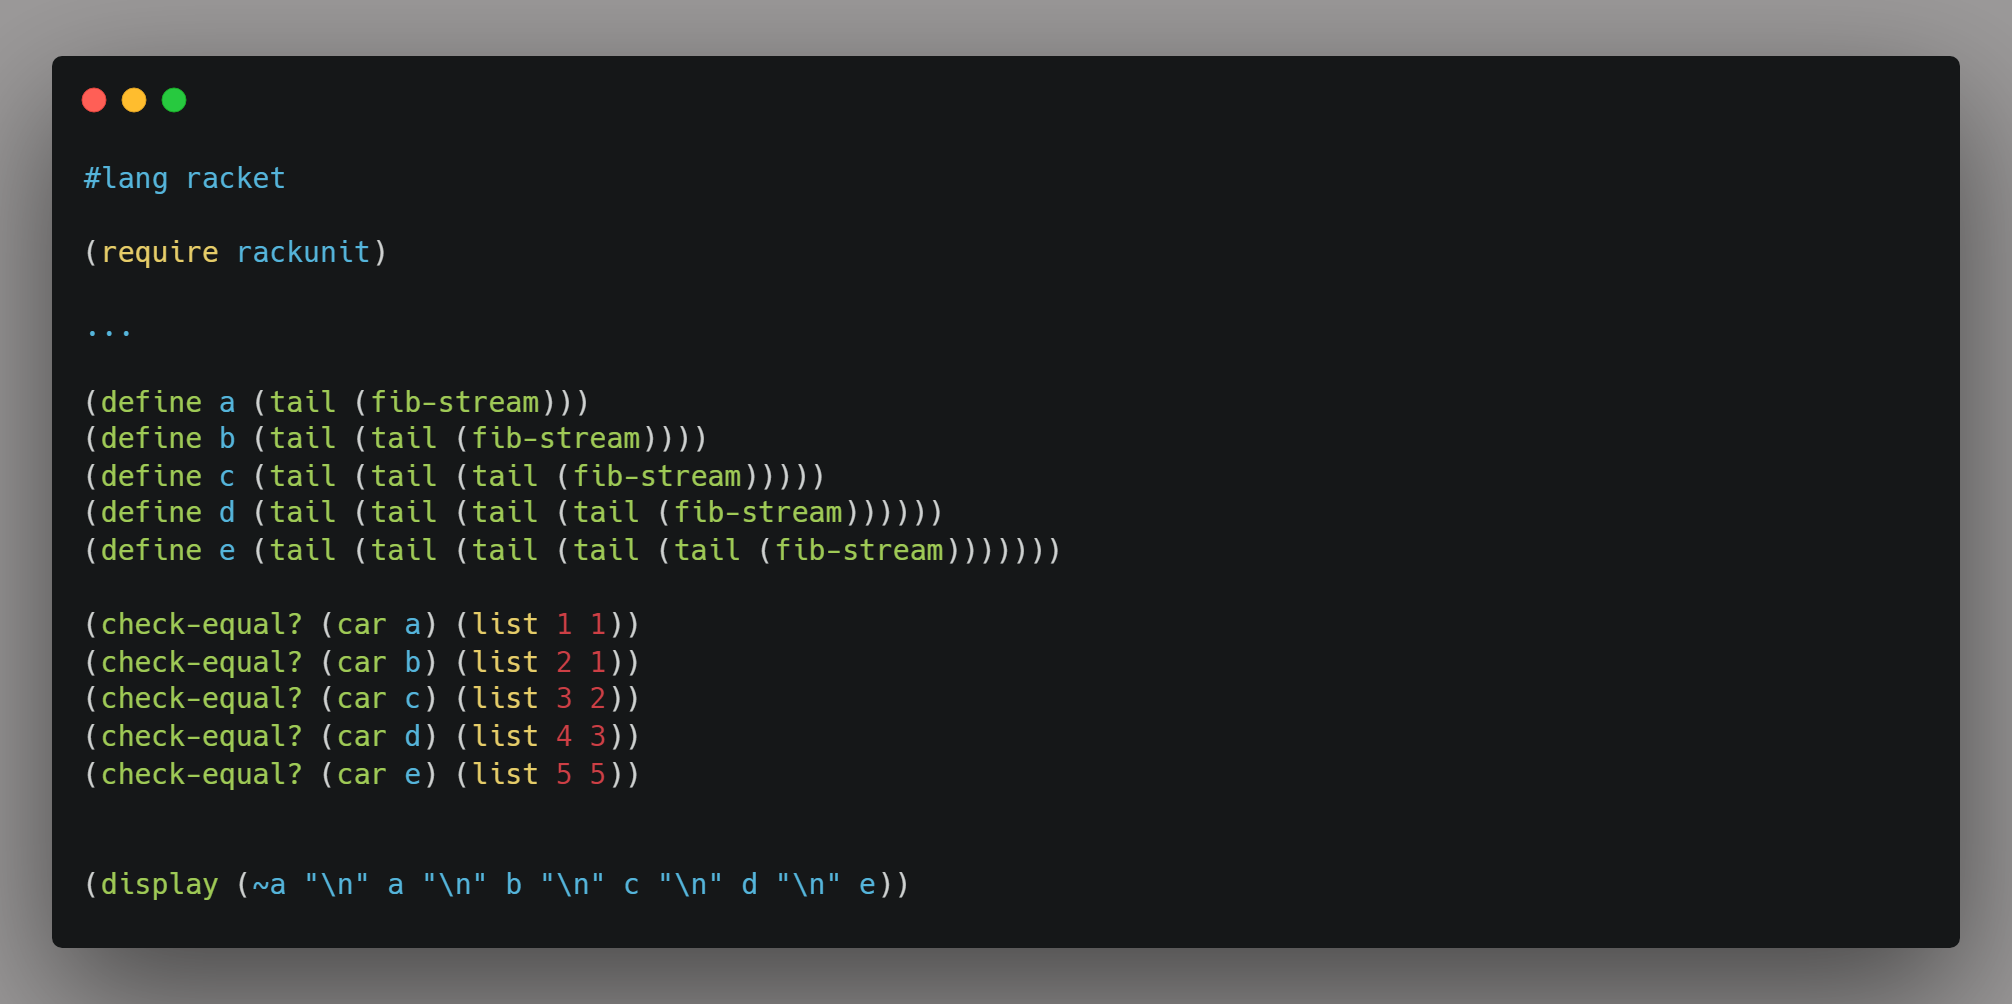 #lang racket
(require rackunit)
...
(define a (tail (fib-stream)))
(define b (tail (tail (fib-stream))))
(define c (tail (tail (tail (fib-stream)))))
(define d (tail (tail (tail (tail (fib-stream))))))
(define e (tail (tail (tail (tail (tail (fib-stream)))))))
(check-equal? (car a) (list 1 1))
(check-equal? (car b) (list 2 1))
(check-equal? (car c) (list 3 2))
(check-equal? (car d) (list 4 3))
(check-equal? (car e) (list 5 5))
(display (~a "\n" a "\n" b "\n" c "\n" d "\n" e))